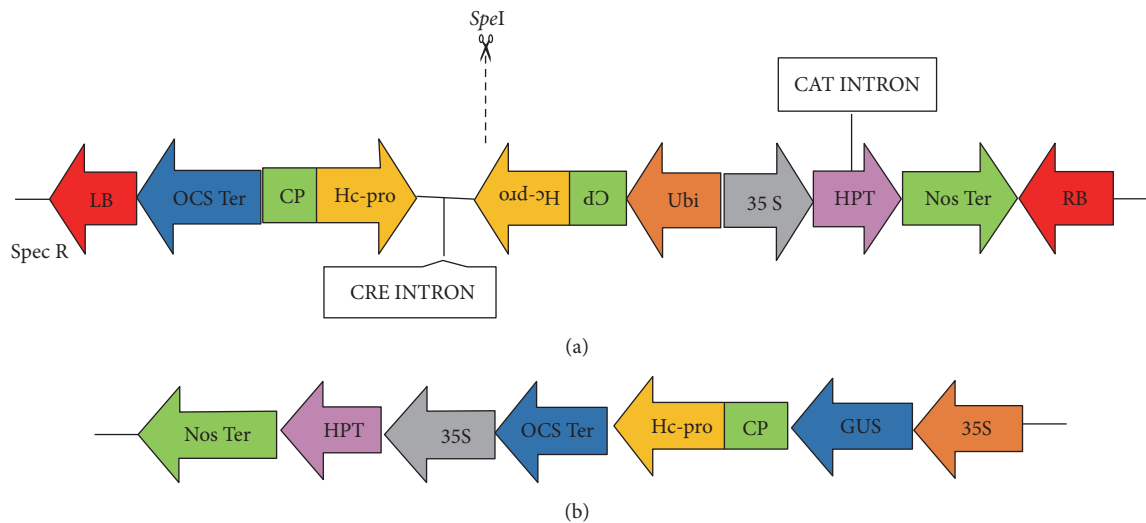 SpeI
CAT INTRON
LB
OCS Ter
CP
Hc-pro
Hc-pro
CP
Ubi
35 S
HPT
Nos Ter
RB
Spec R
CRE INTRON
(a)
Nos Ter
HPT
35S
OCS Ter
Hc-pro
CP
GUS
35S
(b)